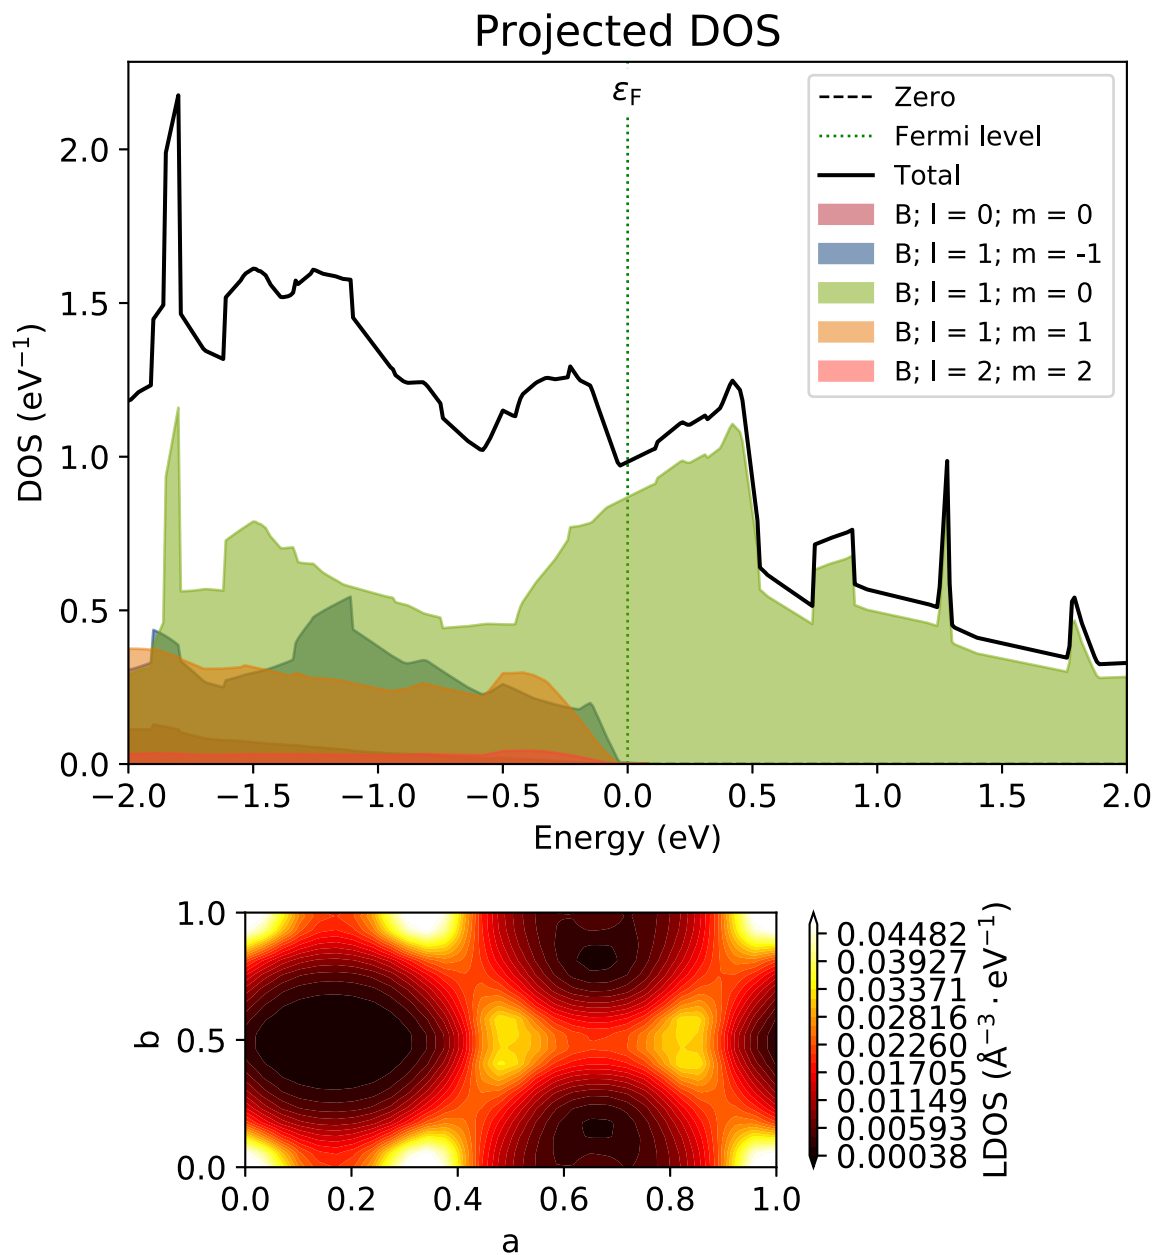 Projected DOS
ε_F
Zero
Fermi level
Total
B; l = 0; m = 0
B; l = 1; m = -1
B; l = 1; m = 0
B; l = 1; m = 1
B; l = 2; m = 2
2.0
1.5
1.0
0.5
0.0
DOS (eV⁻¹)
−2.0 −1.5 −1.0 −0.5 0.0 0.5 1.0 1.5 2.0
Energy (eV)
1.0
0.5
0.0
b
0.0 0.2 0.4 0.6 0.8 1.0
a
0.04482
0.03927
0.03371
0.02816
0.02260
0.01705
0.01149
0.00593
0.00038
LDOS (Å⁻³ · eV⁻¹)